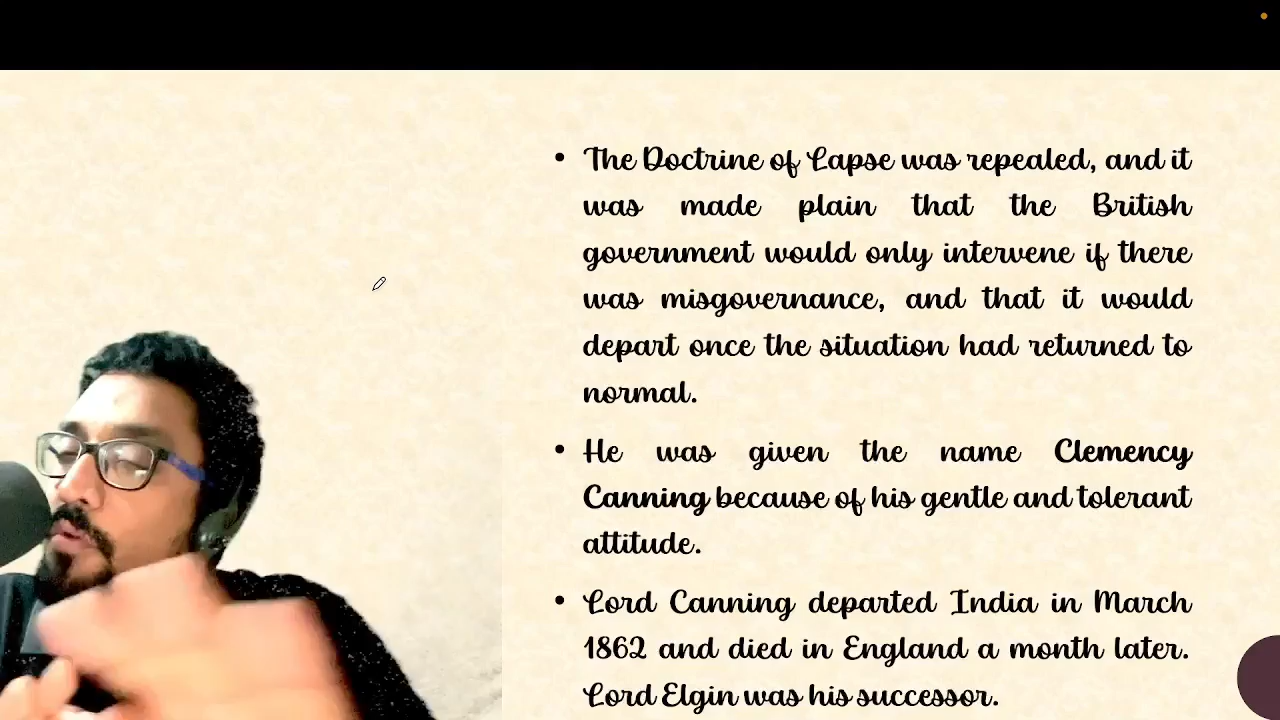 • The Doctrine of Lapse was repealed, and it
was made plain that the British
government would only intervene if there
was misgovernance, and that it would
depart once the situation had returned to
normal.
• He was given the name Clemency
Canning because of his gentle and tolerant
attitude.
• Lord Canning departed India in March
1862 and died in England a month later.
Lord Elgin was his successor.